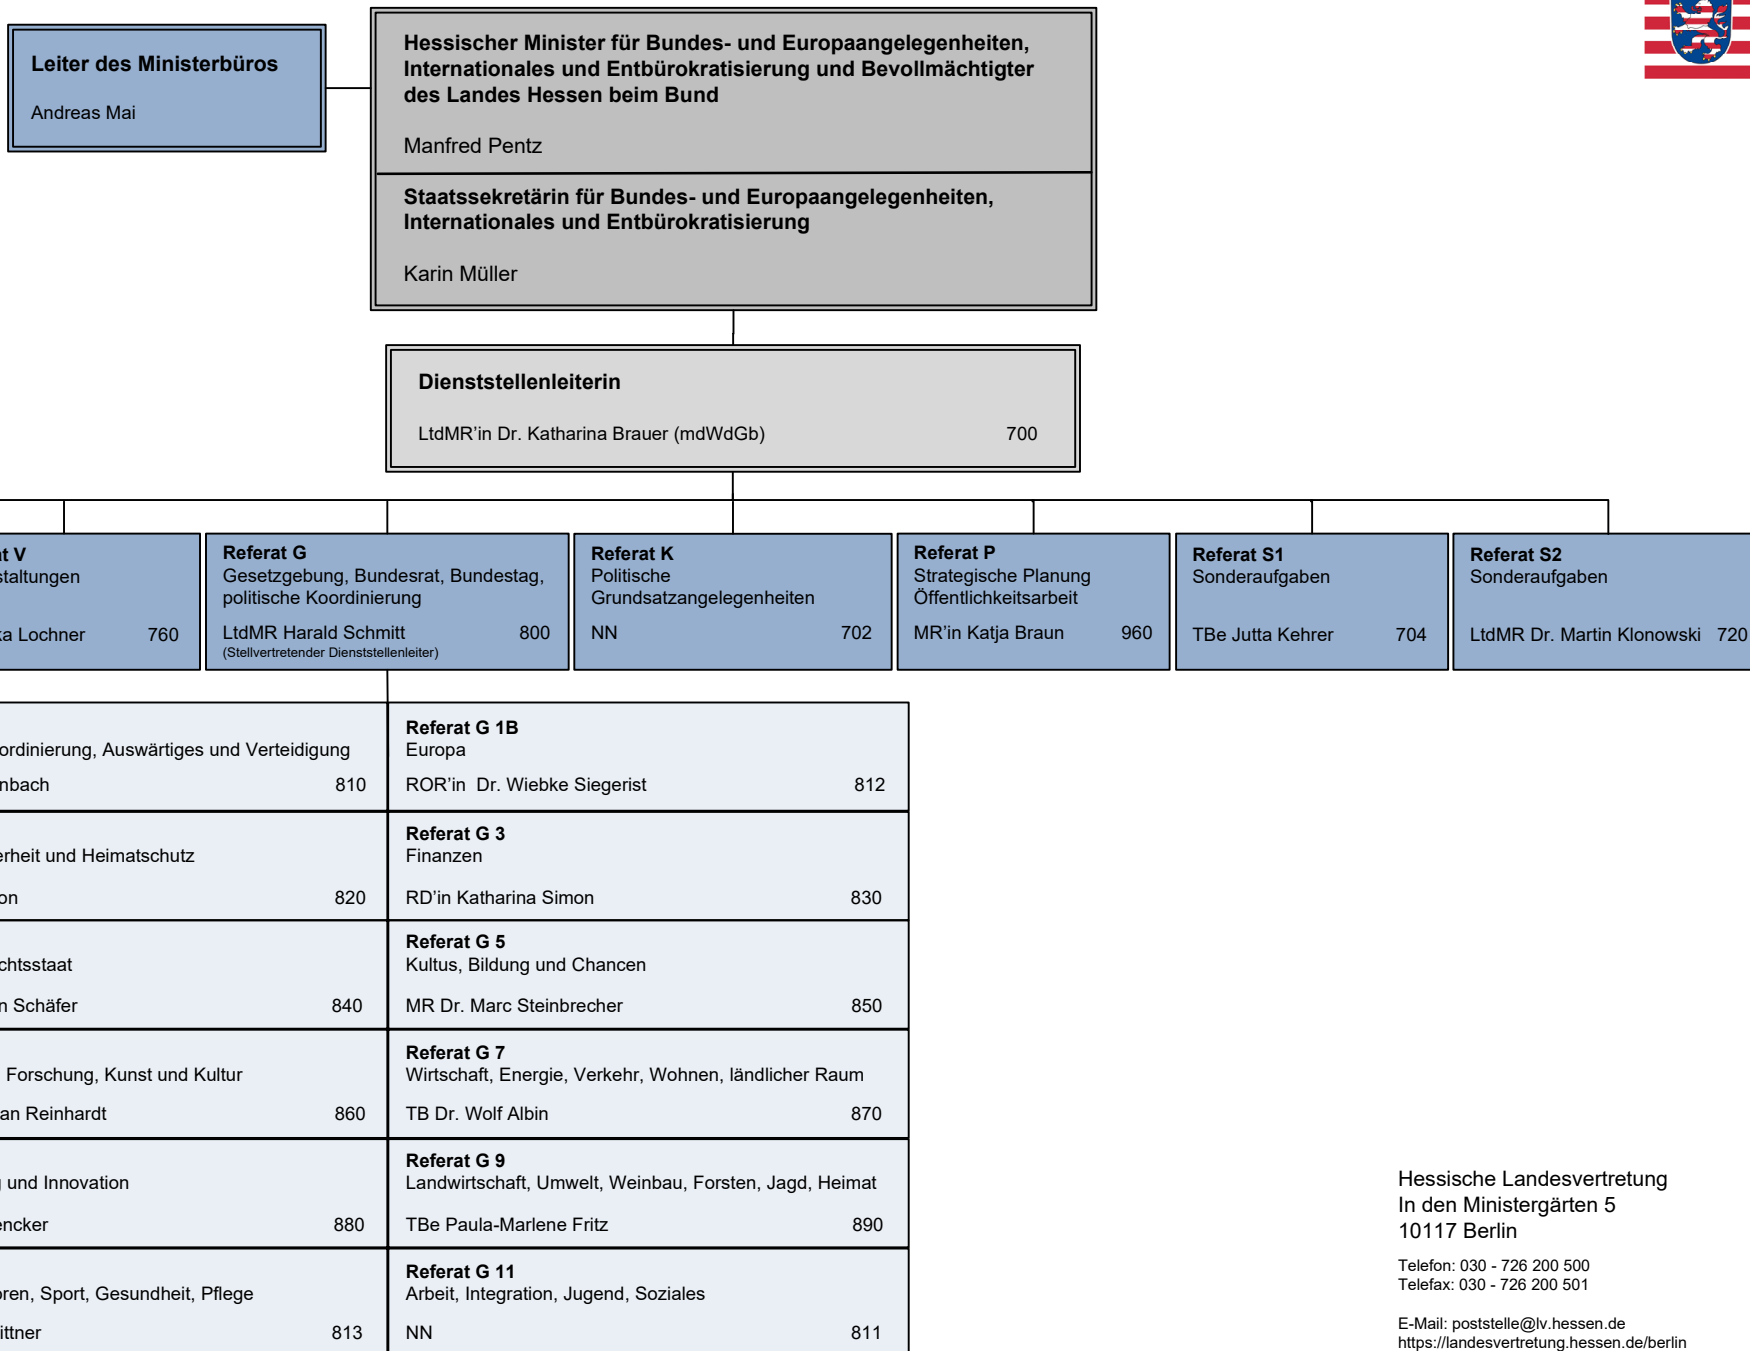 Leiter des Ministerbüros
Andreas Mai
Hessischer Minister für Bundes- und Europaangelegenheiten,
Internationales und Entbürokratisierung und Bevollmächtigter
des Landes Hessen beim Bund
Manfred Pentz
Staatssekretärin für Bundes- und Europaangelegenheiten,
Internationales und Entbürokratisierung
Karin Müller
Dienststellenleiterin
LtdMR’in Dr. Katharina Brauer (mdWdGb) 700
V
Lochner 760
Referat G
Gesetzgebung, Bundesrat, Bundestag,
politische Koordinierung
LtdMR Harald Schmitt 800
(Stellvertretender Dienststellenleiter)
Referat K
Politische
Grundsatzangelegenheiten
NN 702
Referat P
Strategische Planung
Öffentlichkeitsarbeit
MR’in Katja Braun 960
Referat S1
Sonderaufgaben
TBe Jutta Kehrer 704
Referat S2
Sonderaufgaben
LtdMR Dr. Martin Klonowski 720
ordinierung, Auswärtiges und Verteidigung
nbach 810
Referat G 1B
Europa
ROR’in Dr. Wiebke Siegerist 812
erheit und Heimatschutz
on 820
Referat G 3
Finanzen
RD’in Katharina Simon 830
chtsstaat
n Schäfer 840
Referat G 5
Kultus, Bildung und Chancen
MR Dr. Marc Steinbrecher 850
, Forschung, Kunst und Kultur
an Reinhardt 860
Referat G 7
Wirtschaft, Energie, Verkehr, Wohnen, ländlicher Raum
TB Dr. Wolf Albin 870
g und Innovation
encker 880
Referat G 9
Landwirtschaft, Umwelt, Weinbau, Forsten, Jagd, Heimat
TBe Paula-Marlene Fritz 890
oren, Sport, Gesundheit, Pflege
ittner 813
Referat G 11
Arbeit, Integration, Jugend, Soziales
NN 811
Hessische Landesvertretung
In den Ministergärten 5
10117 Berlin
Telefon: 030 - 726 200 500
Telefax: 030 - 726 200 501
E-Mail: poststelle@lv.hessen.de
https://landesvertretung.hessen.de/berlin